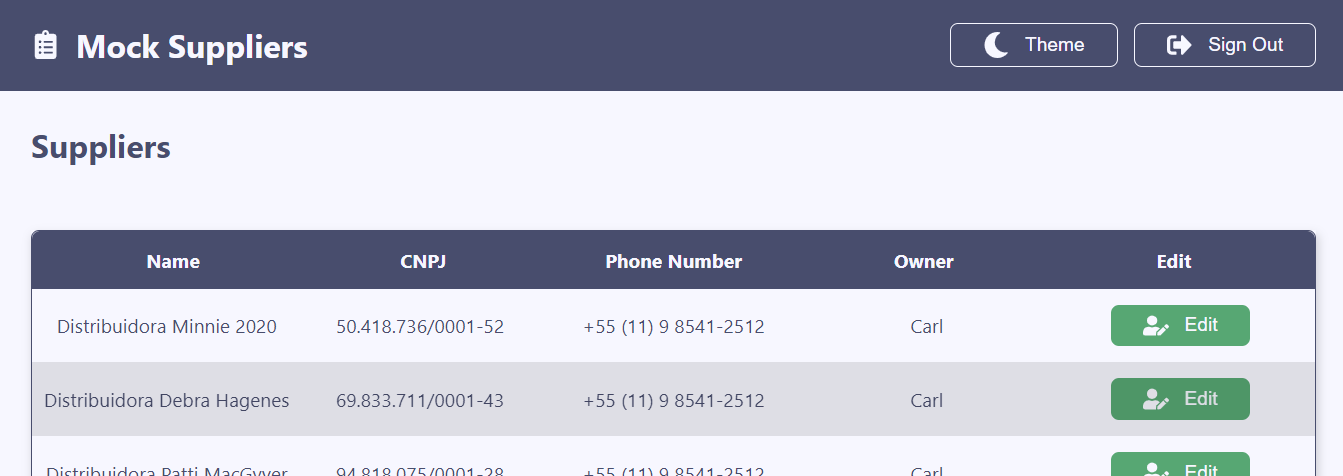 Mock Suppliers Theme Sign Out
Suppliers
Name CNPJ Phone Number Owner Edit
Distribuidora Minnie 2020 50.418.736/0001-52 +55 (11) 9 8541-2512 Carl Edit
Distribuidora Debra Hagenes 69.833.711/0001-43 +55 (11) 9 8541-2512 Carl Edit
Distribuidora Patti MacGyver 94.818.075/0001-28 +55 (11) 9 8541-2512 Carl Edit